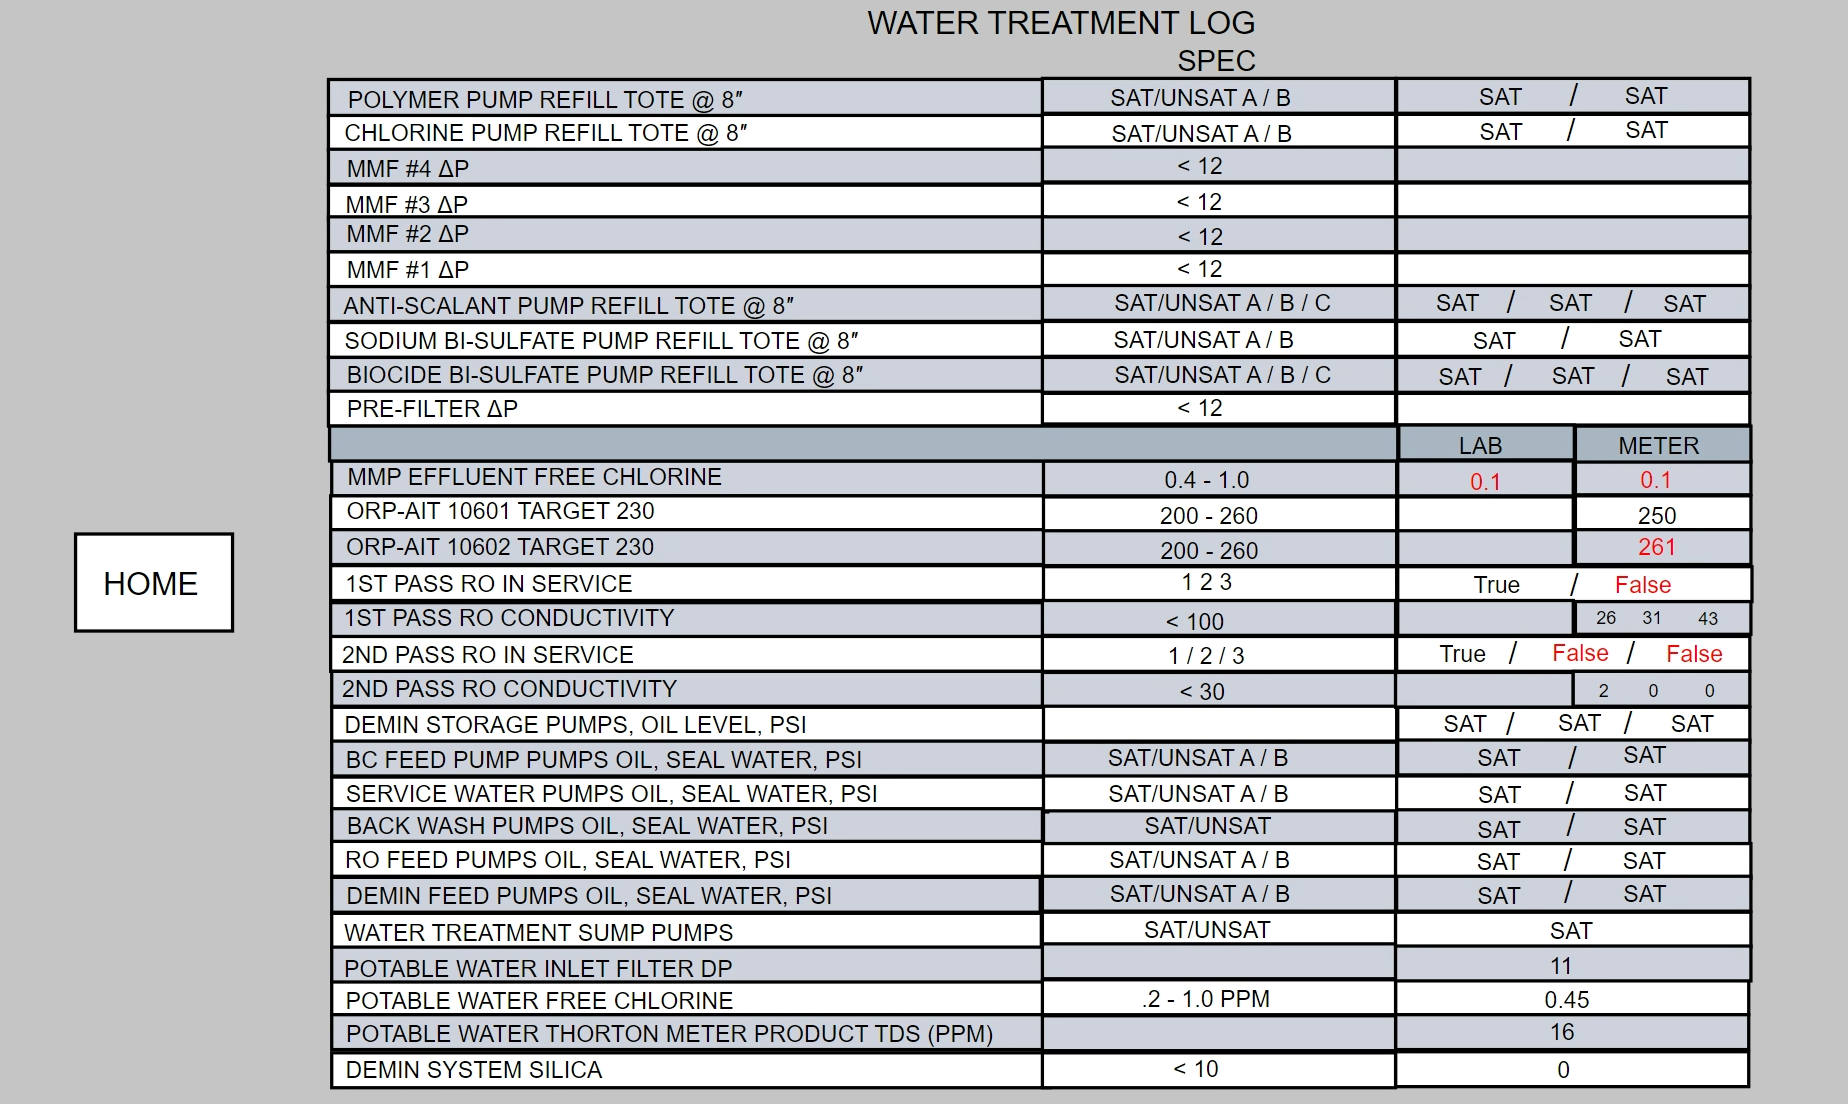 WATER TREATMENT LOG
SPEC
POLYMER PUMP REFILL TOTE @ 8" SAT/UNSAT A / B SAT / SAT
CHLORINE PUMP REFILL TOTE @ 8" SAT/UNSAT A / B SAT / SAT
MMF #4 ΔP < 12
MMF #3 ΔP < 12
MMF #2 ΔP < 12
MMF #1 ΔP < 12
ANTI-SCALANT PUMP REFILL TOTE @ 8" SAT/UNSAT A / B / C SAT / SAT / SAT
SODIUM BI-SULFATE PUMP REFILL TOTE @ 8" SAT/UNSAT A / B SAT / SAT
BIOCIDE BI-SULFATE PUMP REFILL TOTE @ 8" SAT/UNSAT A / B / C SAT / SAT / SAT
PRE-FILTER ΔP < 12
LAB METER
MMP EFFLUENT FREE CHLORINE 0.4 - 1.0 0.1 0.1
ORP-AIT 10601 TARGET 230 200 - 260 250
ORP-AIT 10602 TARGET 230 200 - 260 261
HOME
1ST PASS RO IN SERVICE 1 2 3 True / False
1ST PASS RO CONDUCTIVITY < 100 26 31 43
2ND PASS RO IN SERVICE 1 / 2 / 3 True / False / False
2ND PASS RO CONDUCTIVITY < 30 2 0 0
DEMIN STORAGE PUMPS, OIL LEVEL, PSI SAT / SAT / SAT
BC FEED PUMP PUMPS OIL, SEAL WATER, PSI SAT/UNSAT A / B SAT / SAT
SERVICE WATER PUMPS OIL, SEAL WATER, PSI SAT/UNSAT A / B SAT / SAT
BACK WASH PUMPS OIL, SEAL WATER, PSI SAT/UNSAT SAT / SAT
RO FEED PUMPS OIL, SEAL WATER, PSI SAT/UNSAT A / B SAT / SAT
DEMIN FEED PUMPS OIL, SEAL WATER, PSI SAT/UNSAT A / B SAT / SAT
WATER TREATMENT SUMP PUMPS SAT/UNSAT SAT
POTABLE WATER INLET FILTER DP 11
POTABLE WATER FREE CHLORINE .2 - 1.0 PPM 0.45
POTABLE WATER THORTON METER PRODUCT TDS (PPM) 16
DEMIN SYSTEM SILICA < 10 0